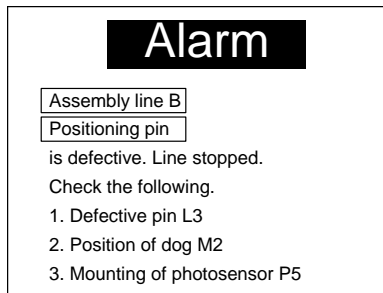 Alarm
Assembly line B
Positioning pin
is defective. Line stopped.
Check the following.
1. Defective pin L3
2. Position of dog M2
3. Mounting of photosensor P5